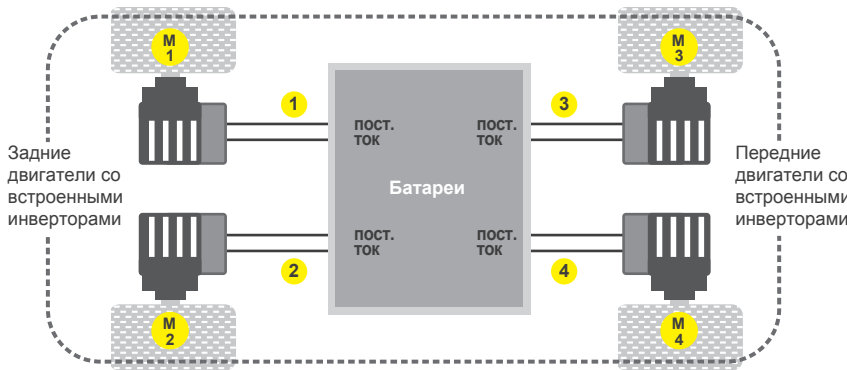 М
1
М
3
1
3
ПОСТ.
ТОК
ПОСТ.
ТОК
Задние
двигатели со
встроенными
инверторами
Батареи
Передние
двигатели со
встроенными
инверторами
ПОСТ.
ТОК
ПОСТ.
ТОК
2
4
М
2
М
4